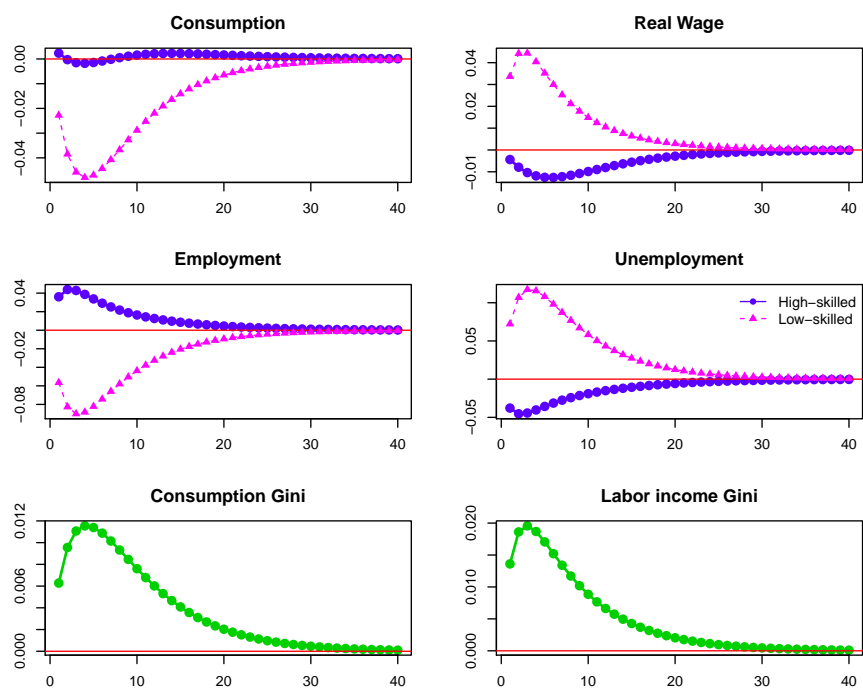 Consumption
0.00
−0.02
−0.04
0 10 20 30 40
Real Wage
0.04
0.02
−0.01
0 10 20 30 40
Employment
0.04
−0.02
−0.08
0 10 20 30 40
Unemployment
High−skilled
Low−skilled
0.05
−0.05
0 10 20 30 40
Consumption Gini
0.012
0.006
0.000
0 10 20 30 40
Labor income Gini
0.020
0.010
0.000
0 10 20 30 40